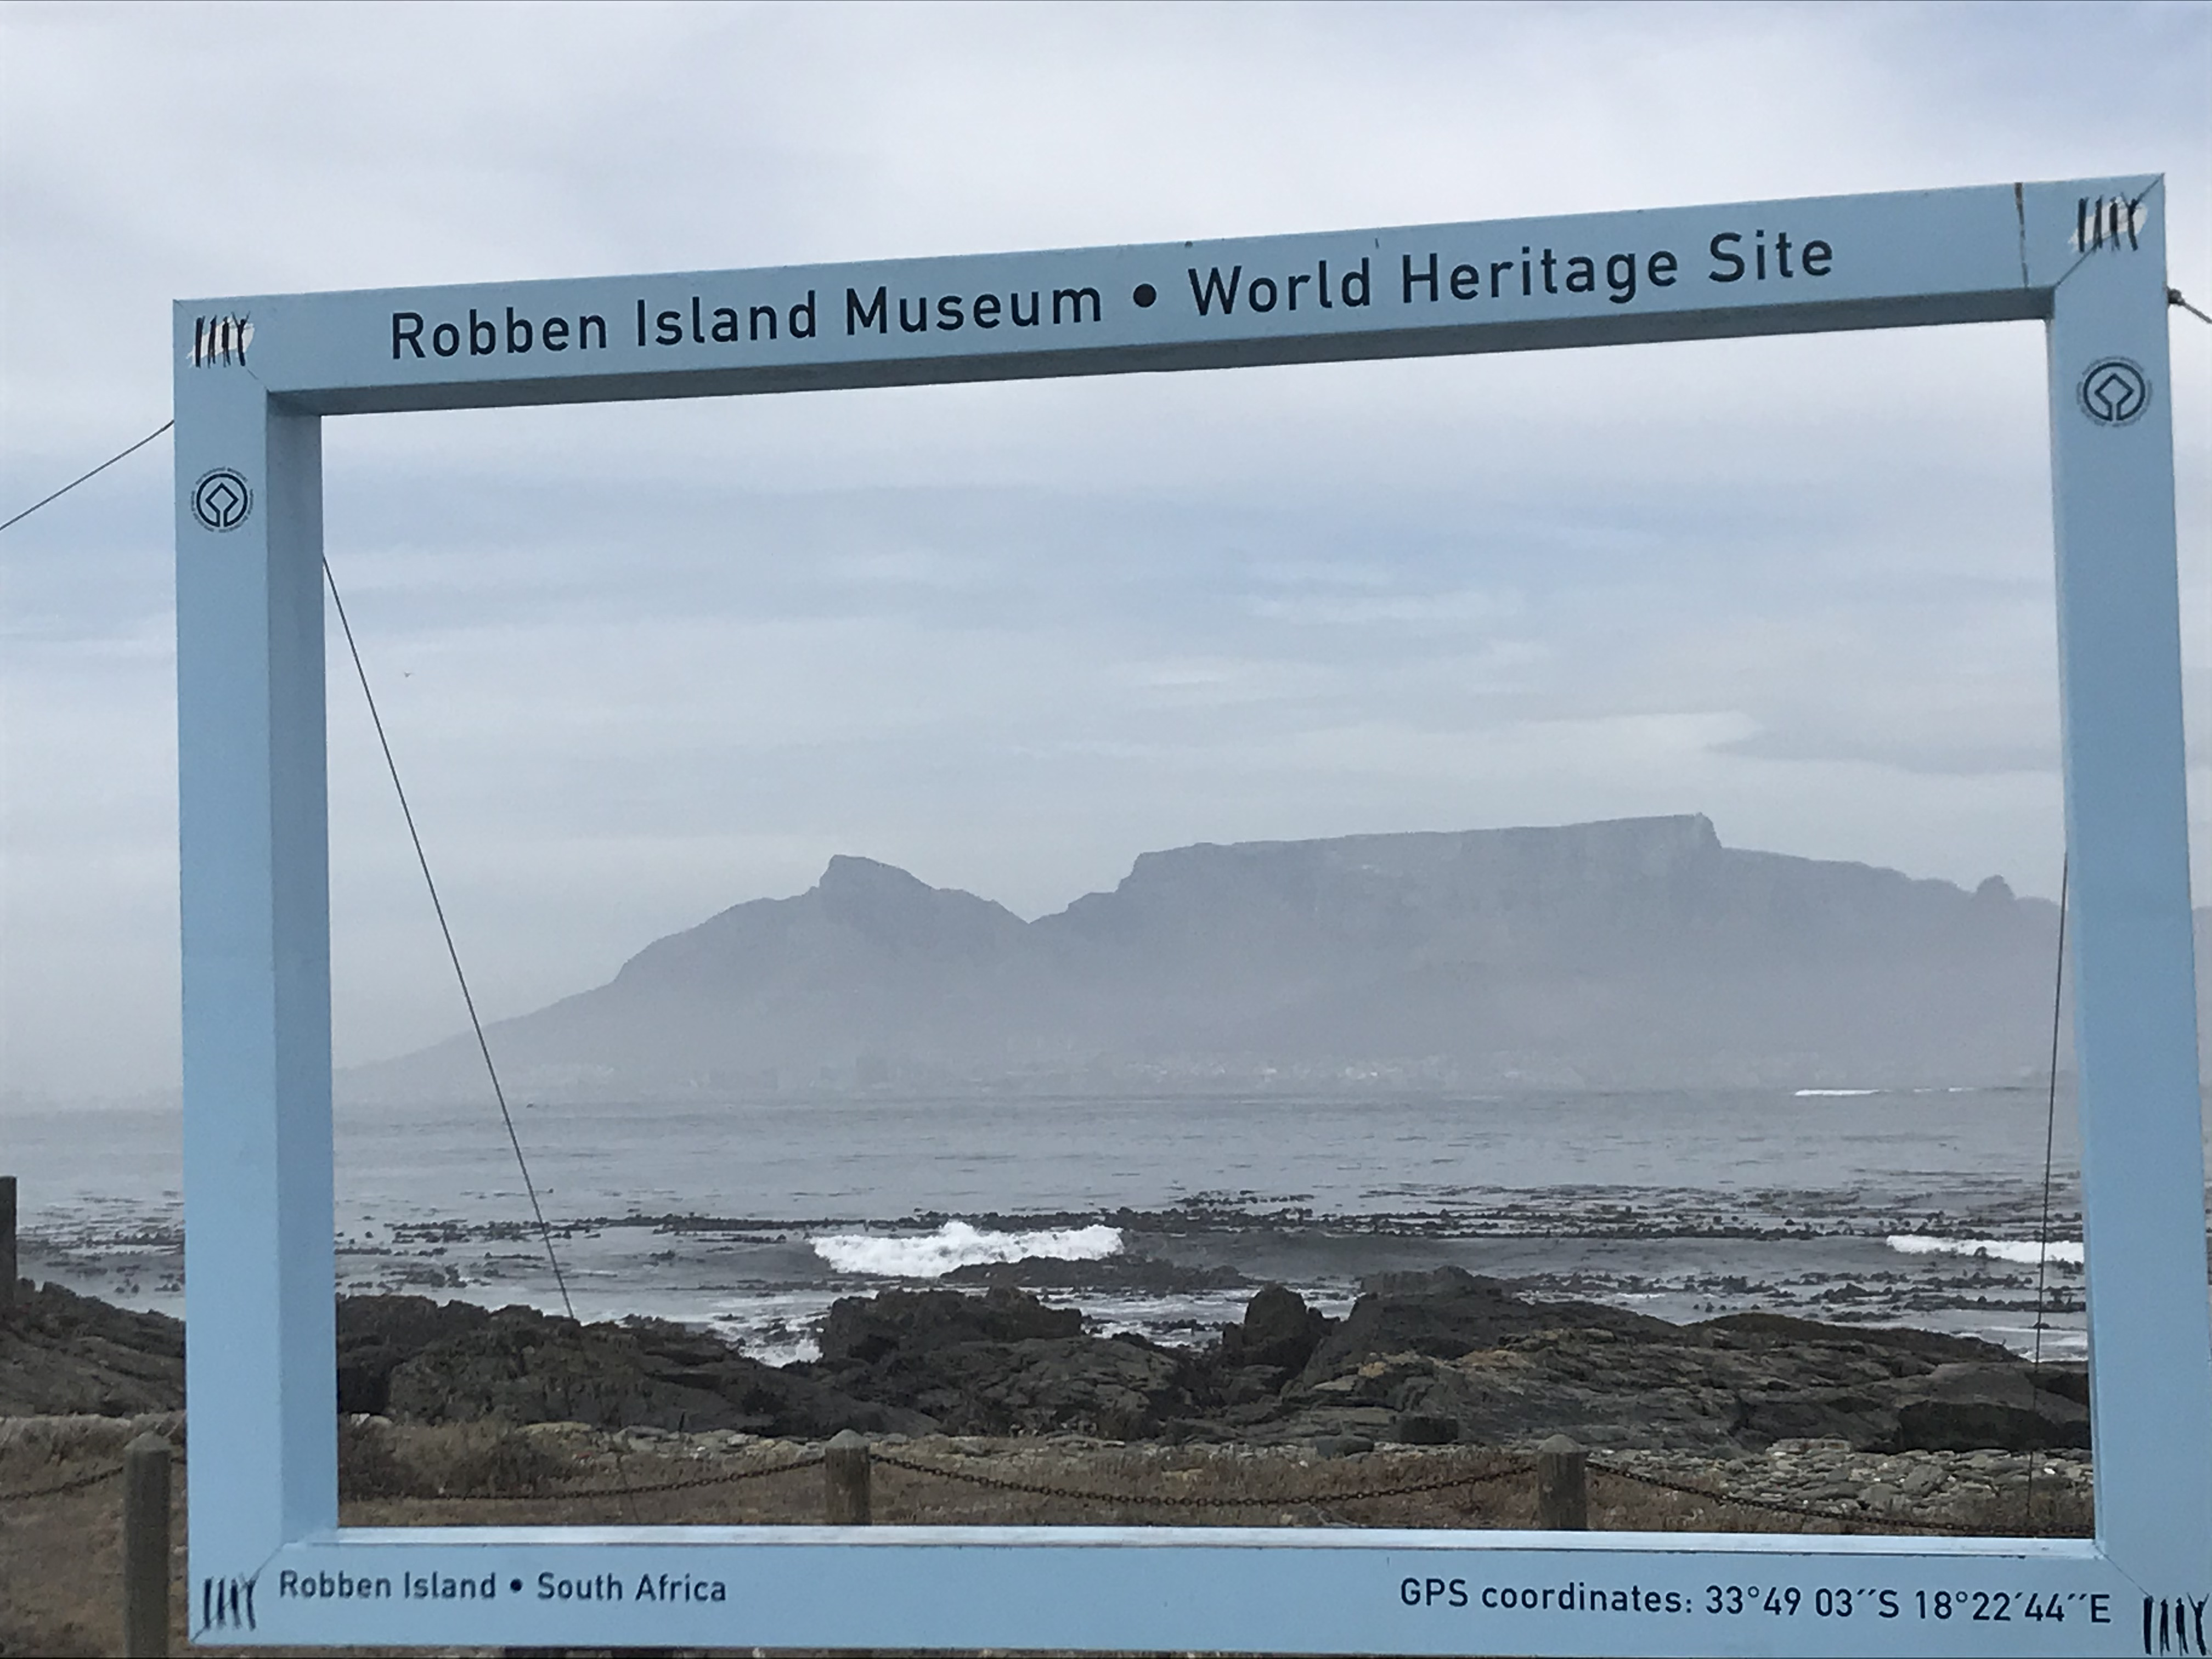 Robben Island Museum • World Heritage Site
Robben Island • South Africa
GPS coordinates: 33°49 03´´S 18°22´44´´E